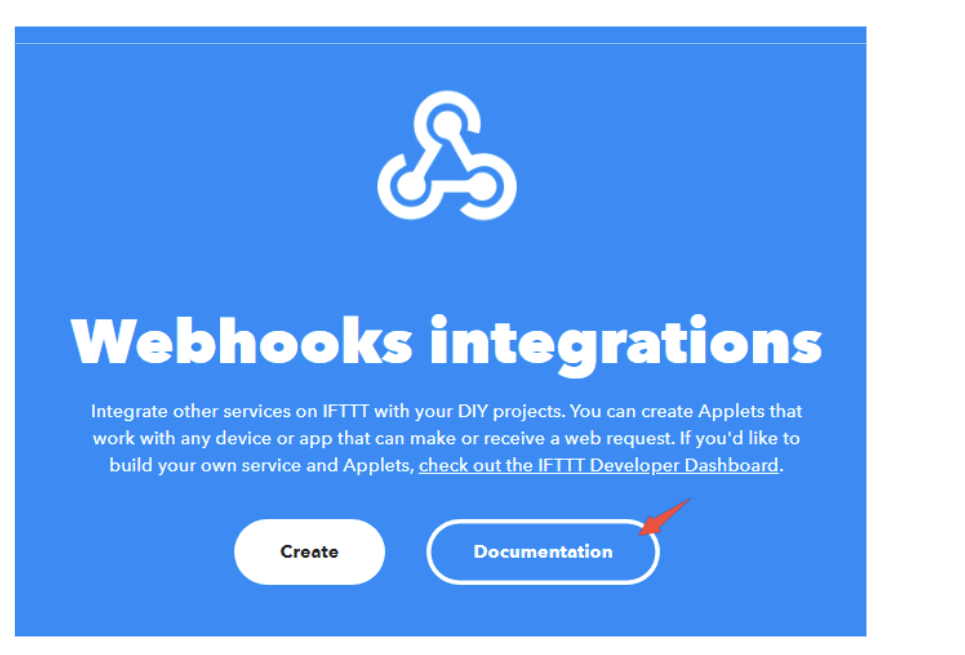 Webhooks integrations
Integrate other services on IFTTT with your DIY projects. You can create Applets that
work with any device or app that can make or receive a web request. If you'd like to
build your own service and Applets, check out the IFTTT Developer Dashboard.
Create
Documentation